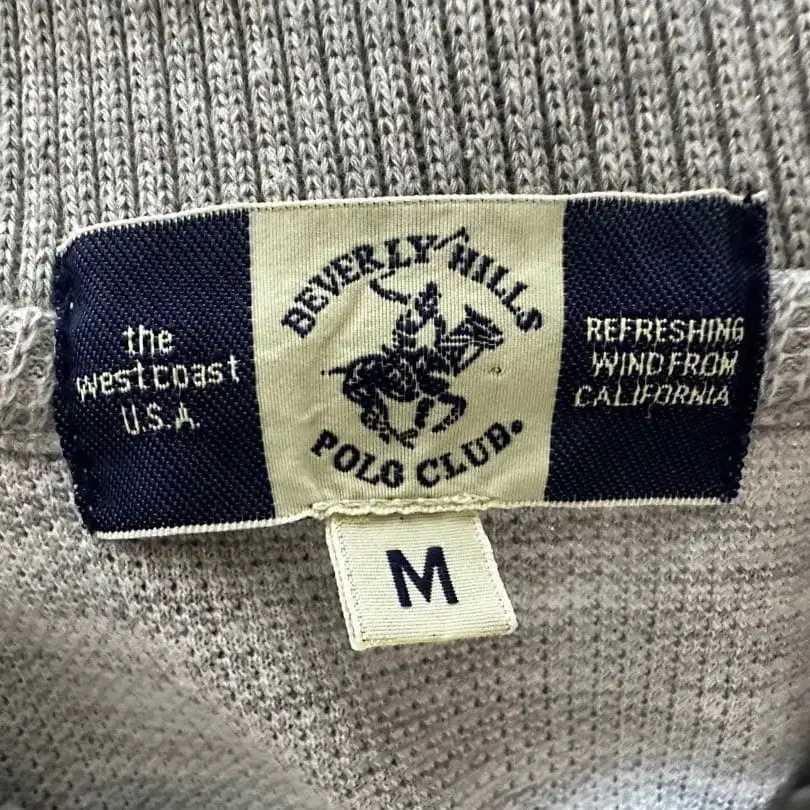 the
westcoast
U.S.A.
BEVERLY HILLS
POLO CLUB.
REFRESHING
WIND FROM
CALIFORNIA
M